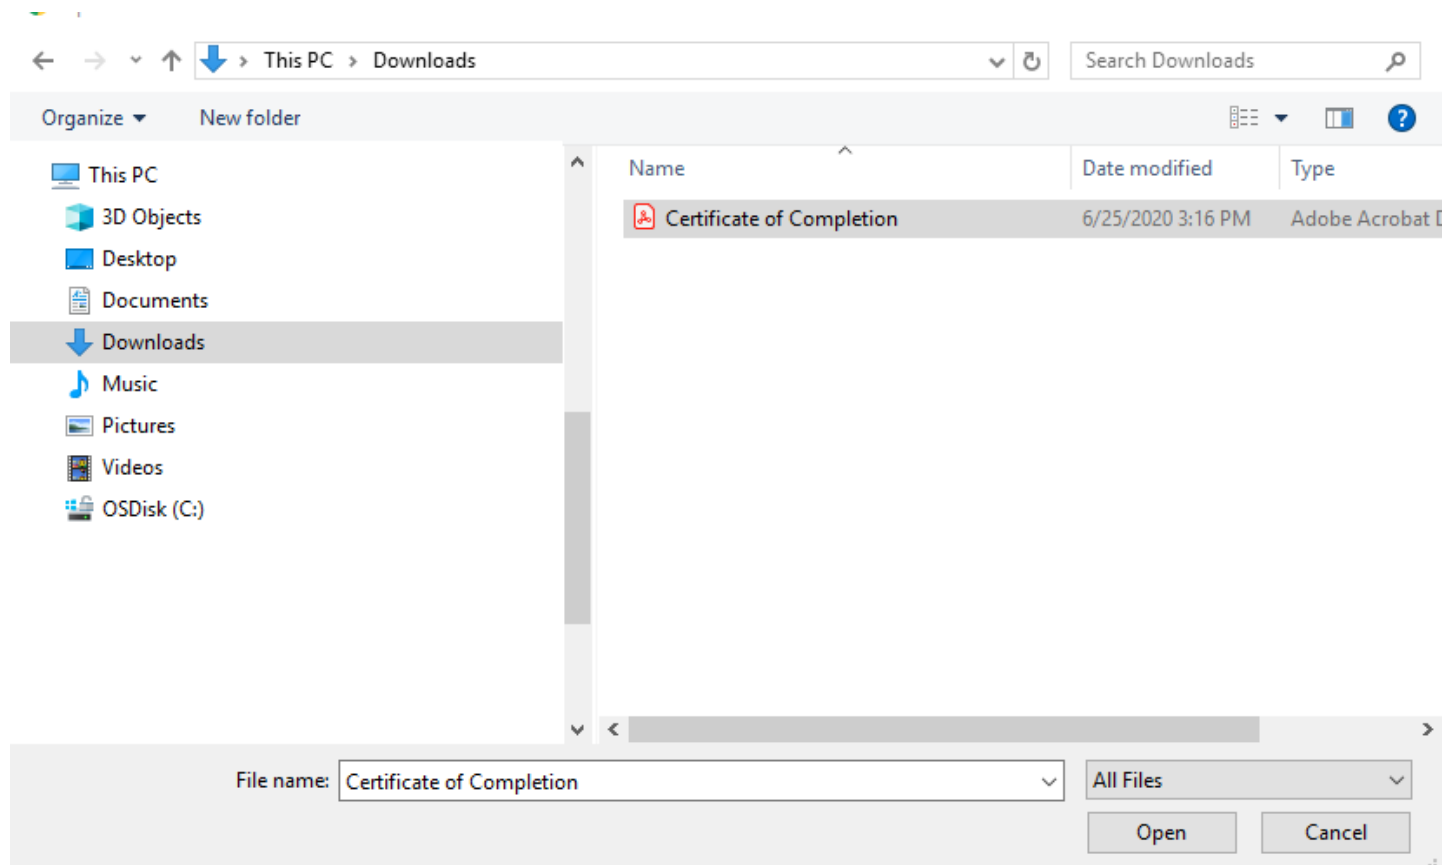 This PC > Downloads
Search Downloads
Organize
New folder
?
This PC
3D Objects
Desktop
Documents
Downloads
Music
Pictures
Videos
OSDisk (C:)
Name Date modified Type
Certificate of Completion 6/25/2020 3:16 PM Adobe Acrobat
File name: Certificate of Completion All Files
Open Cancel